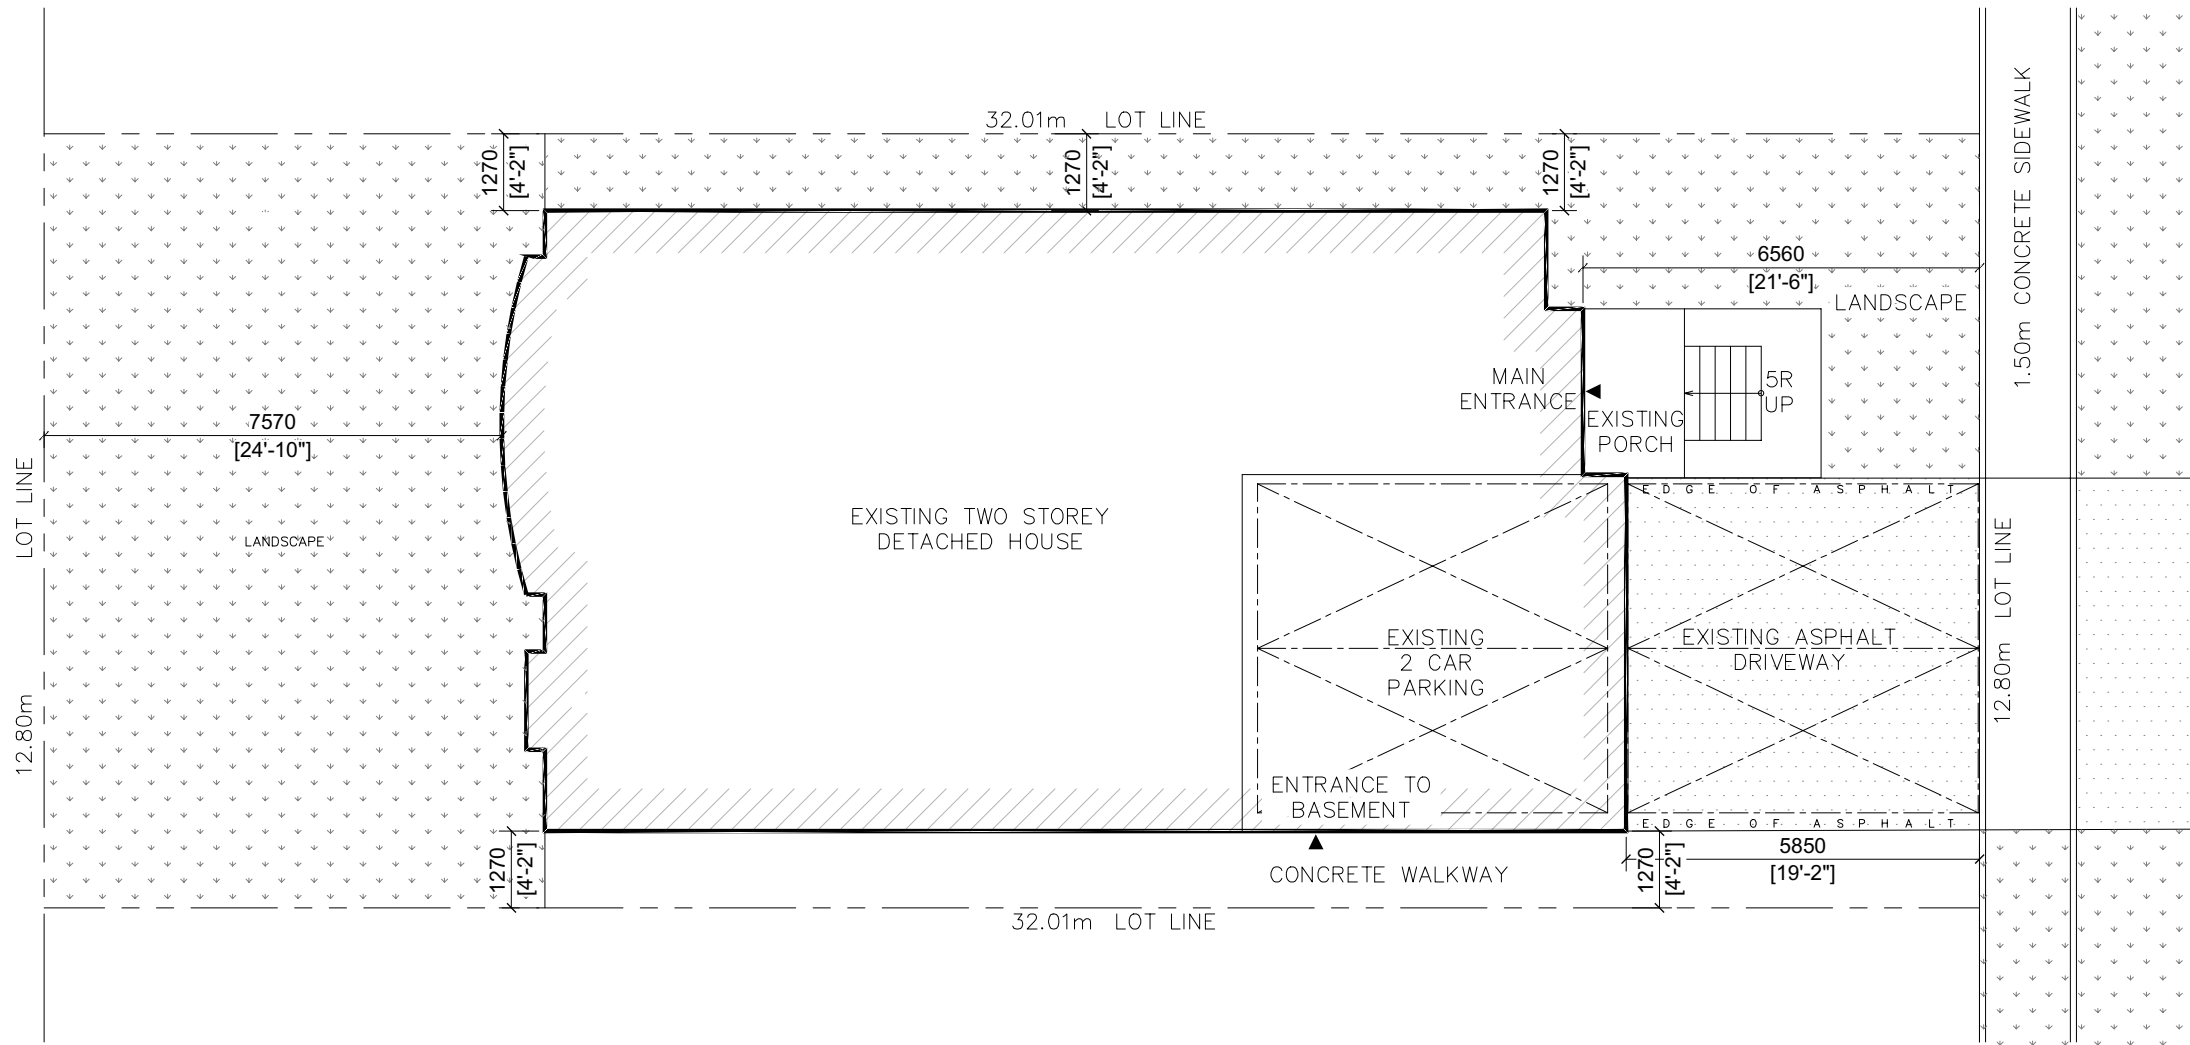 32.01m LOT LINE
1270
[4'-2"]
1270
[4'-2"]
1270
[4'-2"]
1.50m CONCRETE SIDEWALK
6560
[21'-6"]
LANDSCAPE
MAIN
ENTRANCE
EXISTING
PORCH
5R
UP
7570
[24'-10"]
12.80m LOT LINE
LANDSCAPE
EXISTING TWO STOREY
DETACHED HOUSE
EDGE OF ASPHALT
EXISTING
2 CAR
PARKING
EXISTING ASPHALT
DRIVEWAY
12.80m LOT LINE
ENTRANCE TO
BASEMENT
EDGE OF ASPHALT
1270
[4'-2"]
CONCRETE WALKWAY
1270
[4'-2"]
5850
[19'-2"]
32.01m LOT LINE